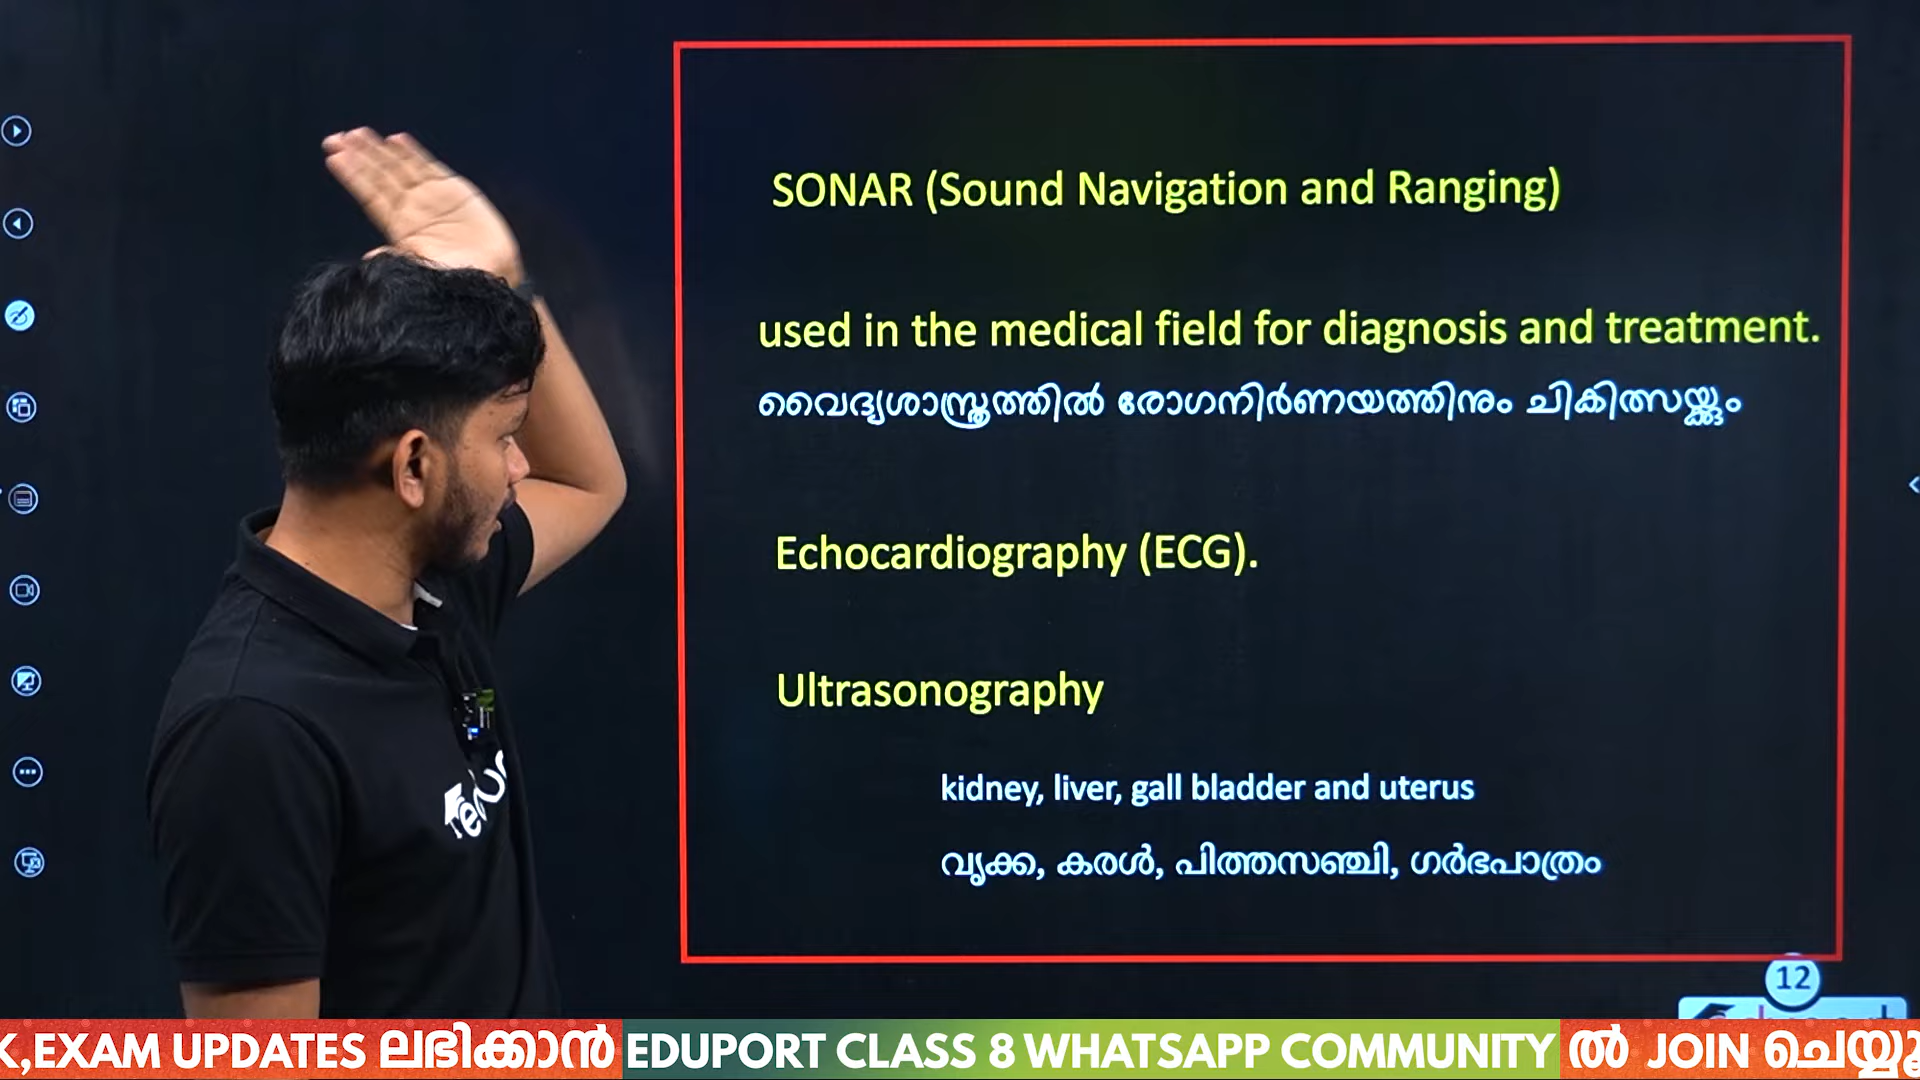 SONAR (Sound Navigation and Ranging)
used in the medical field for diagnosis and treatment.
വൈദ്യശാസ്ത്രത്തിൽ രോഗനിർണയത്തിനും ചികിത്സയ്ക്കും
Echocardiography (ECG).
Ultrasonography
kidney, liver, gall bladder and uterus
വൃക്ക, കരൾ, പിത്തസഞ്ചി, ഗർഭപാത്രം
12
K,EXAM UPDATES ലഭിക്കാൻ EDUPORT CLASS 8 WHATSAPP COMMUNITY ൽ JOIN ചെയ്യൂ